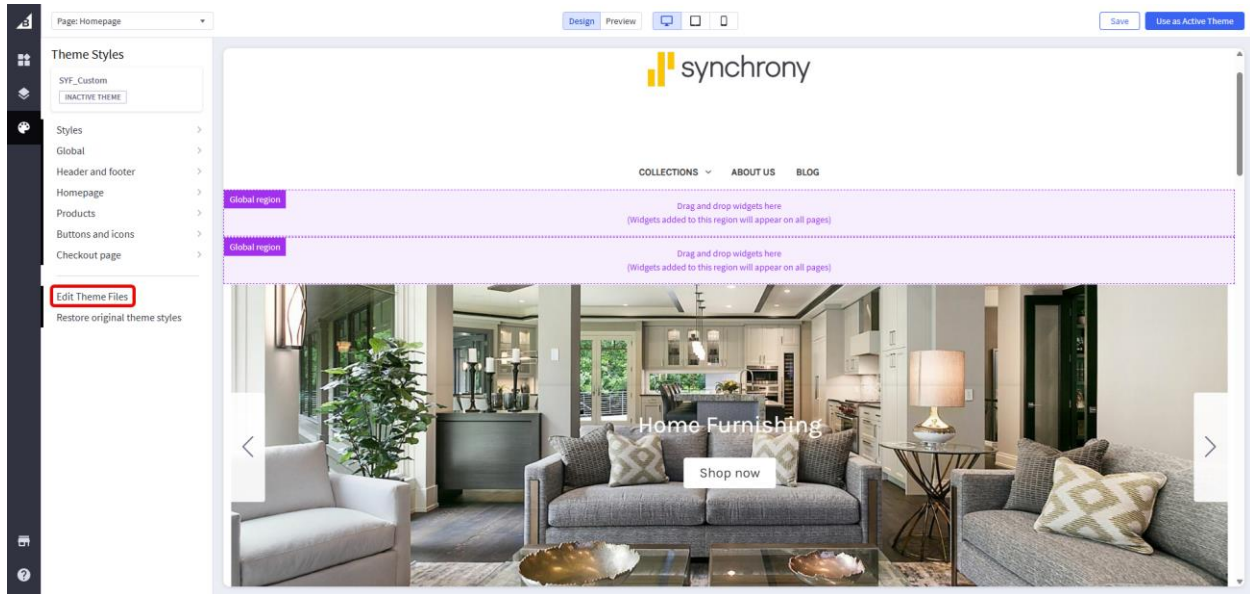 Page: Homepage
Design Preview
Save Use as Active Theme
Theme Styles
SYF_Custom
INACTIVE THEME
Styles
Global
Header and footer
Homepage
Products
Buttons and icons
Checkout page
Edit Theme Files
Restore original theme styles
synchrony
COLLECTIONS ABOUT US BLOG
Global region
Drag and drop widgets here
(Widgets added to this region will appear on all pages)
Global region
Drag and drop widgets here
(Widgets added to this region will appear on all pages)
Home Furnishing
Shop now